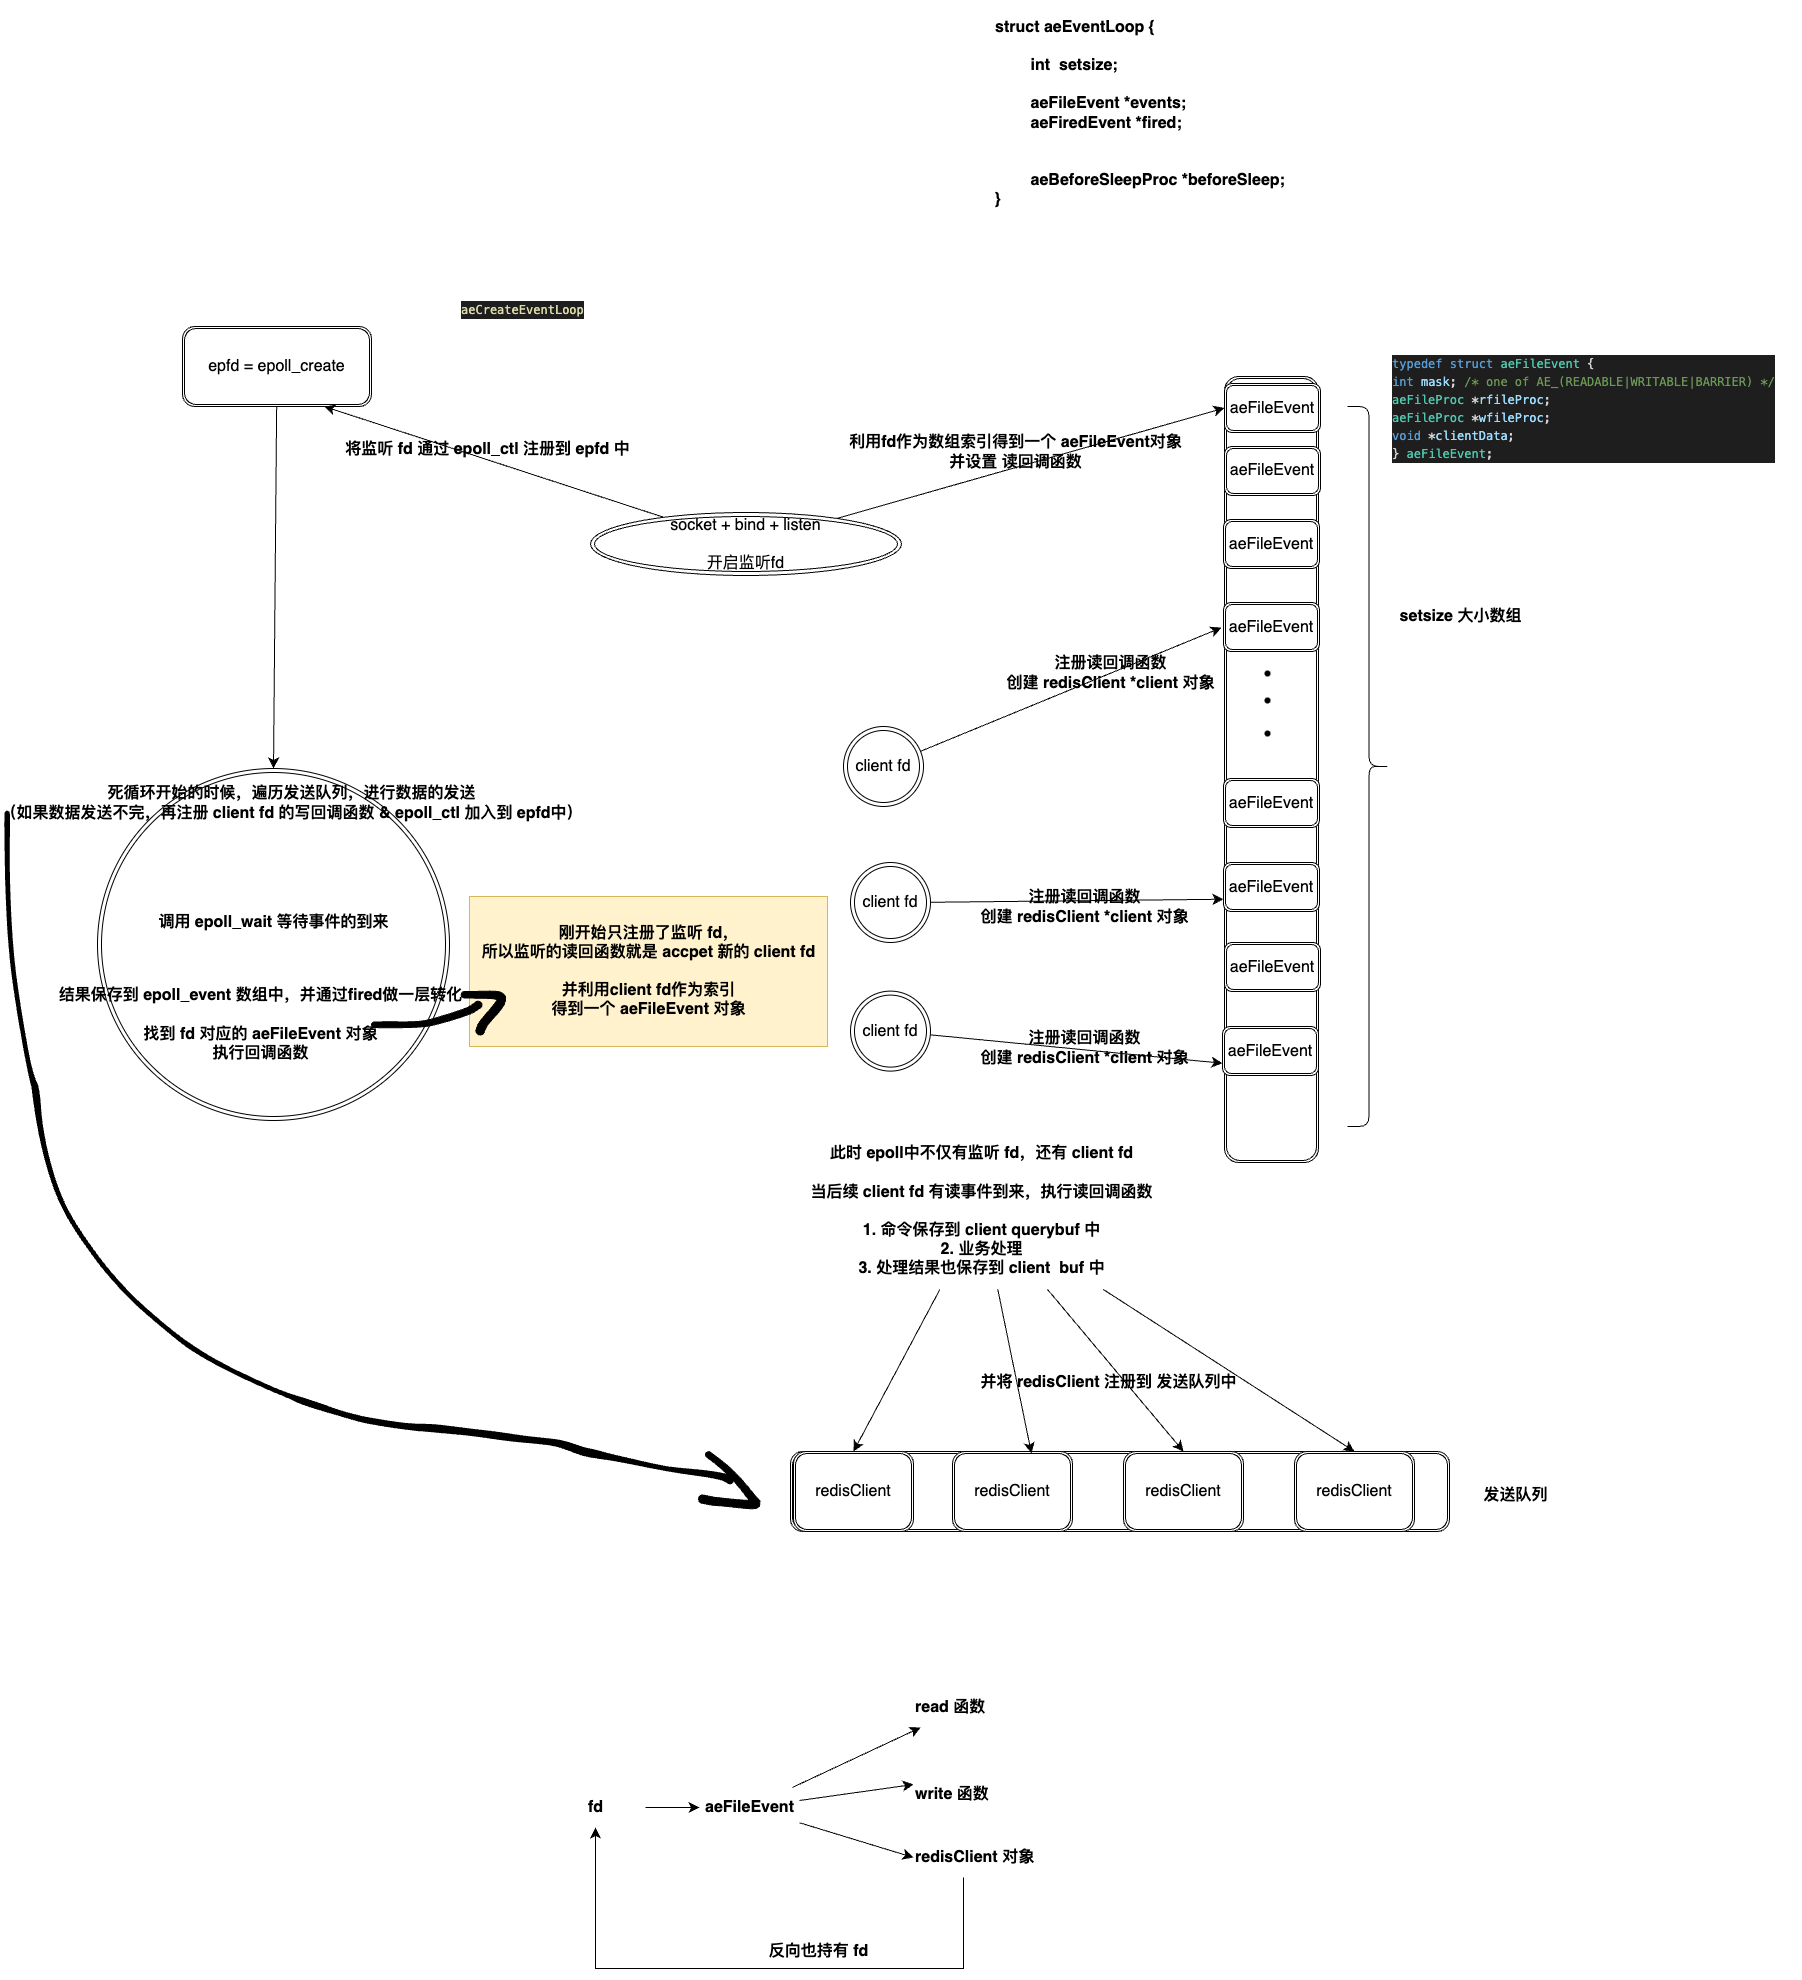 struct aeEventLoop {
int  setsize;
aeFileEvent *events;
aeFiredEvent *fired;
aeBeforeSleepProc *beforeSleep;
}
aeCreateEventLoop
epfd = epoll_create
将监听 fd 通过 epoll_ctl 注册到 epfd 中
利用fd作为数组索引得到一个 aeFileEvent对象
并设置 读回调函数
socket + bind + listen
开启监听fd
aeFileEvent
aeFileEvent
aeFileEvent
aeFileEvent
aeFileEvent
aeFileEvent
aeFileEvent
aeFileEvent
typedef struct aeFileEvent {
int mask; /* one of AE_(READABLE|WRITABLE|BARRIER) */
aeFileProc *rfileProc;
aeFileProc *wfileProc;
void *clientData;
} aeFileEvent;
setsize 大小数组
注册读回调函数
创建 redisClient *client 对象
client fd
死循环开始的时候，遍历发送队列，进行数据的发送
（如果数据发送不完，再注册 client fd 的写回调函数 & epoll_ctl 加入到 epfd中）
调用 epoll_wait 等待事件的到来
结果保存到 epoll_event 数组中，并通过fired做一层转化
找到 fd 对应的 aeFileEvent 对象
执行回调函数
刚开始只注册了监听 fd，
所以监听的读回函数就是 accpet 新的 client fd
并利用client fd作为索引
得到一个 aeFileEvent 对象
client fd
注册读回调函数
创建 redisClient *client 对象
client fd
注册读回调函数
创建 redisClient *client 对象
此时 epoll中不仅有监听 fd，还有 client fd
当后续 client fd 有读事件到来，执行读回调函数
1. 命令保存到 client querybuf 中
2. 业务处理
3. 处理结果也保存到 client  buf 中
并将 redisClient 注册到 发送队列中
redisClient
redisClient
redisClient
redisClient
发送队列
read 函数
write 函数
fd
aeFileEvent
redisClient 对象
反向也持有 fd